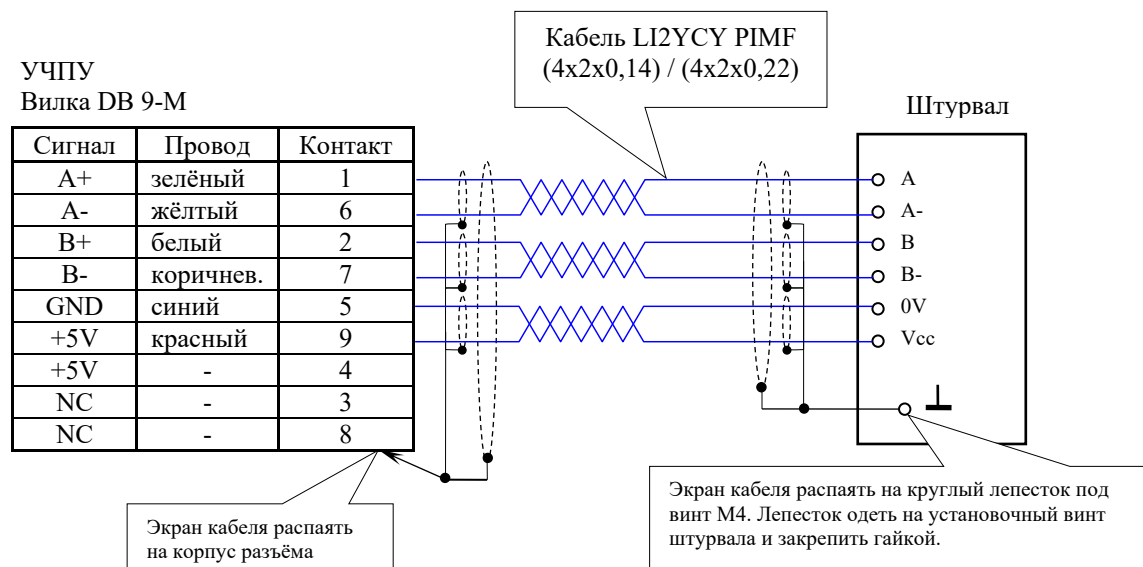 Кабель LI2YCY PIMF
(4x2x0,14) / (4x2x0,22)
УЧПУ
Вилка DB 9-M
Штурвал
Сигнал Провод Контакт
A+ зелёный 1
A- жёлтый 6
B+ белый 2
B- коричнев. 7
GND синий 5
+5V красный 9
+5V - 4
NC - 3
NC - 8
A
A-
B
B-
0V
Vcc
Экран кабеля распаять
на корпус разъёма
Экран кабеля распаять на круглый лепесток под
винт М4. Лепесток одеть на установочный винт
штурвала и закрепить гайкой.